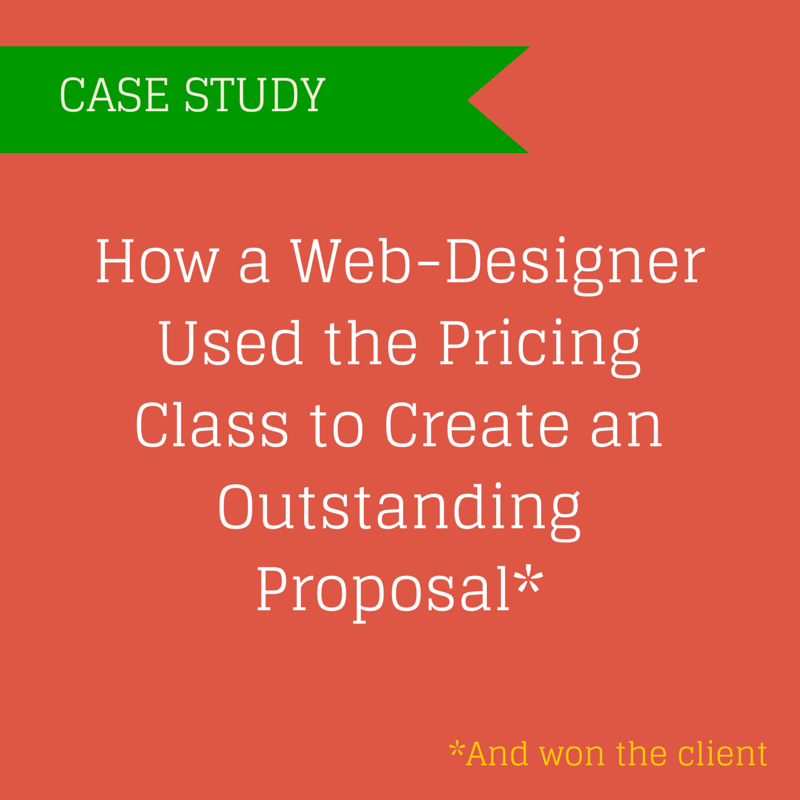 CASE STUDY
How a Web-Designer
Used the Pricing
Class to Create an
Outstanding
Proposal*
*And won the client